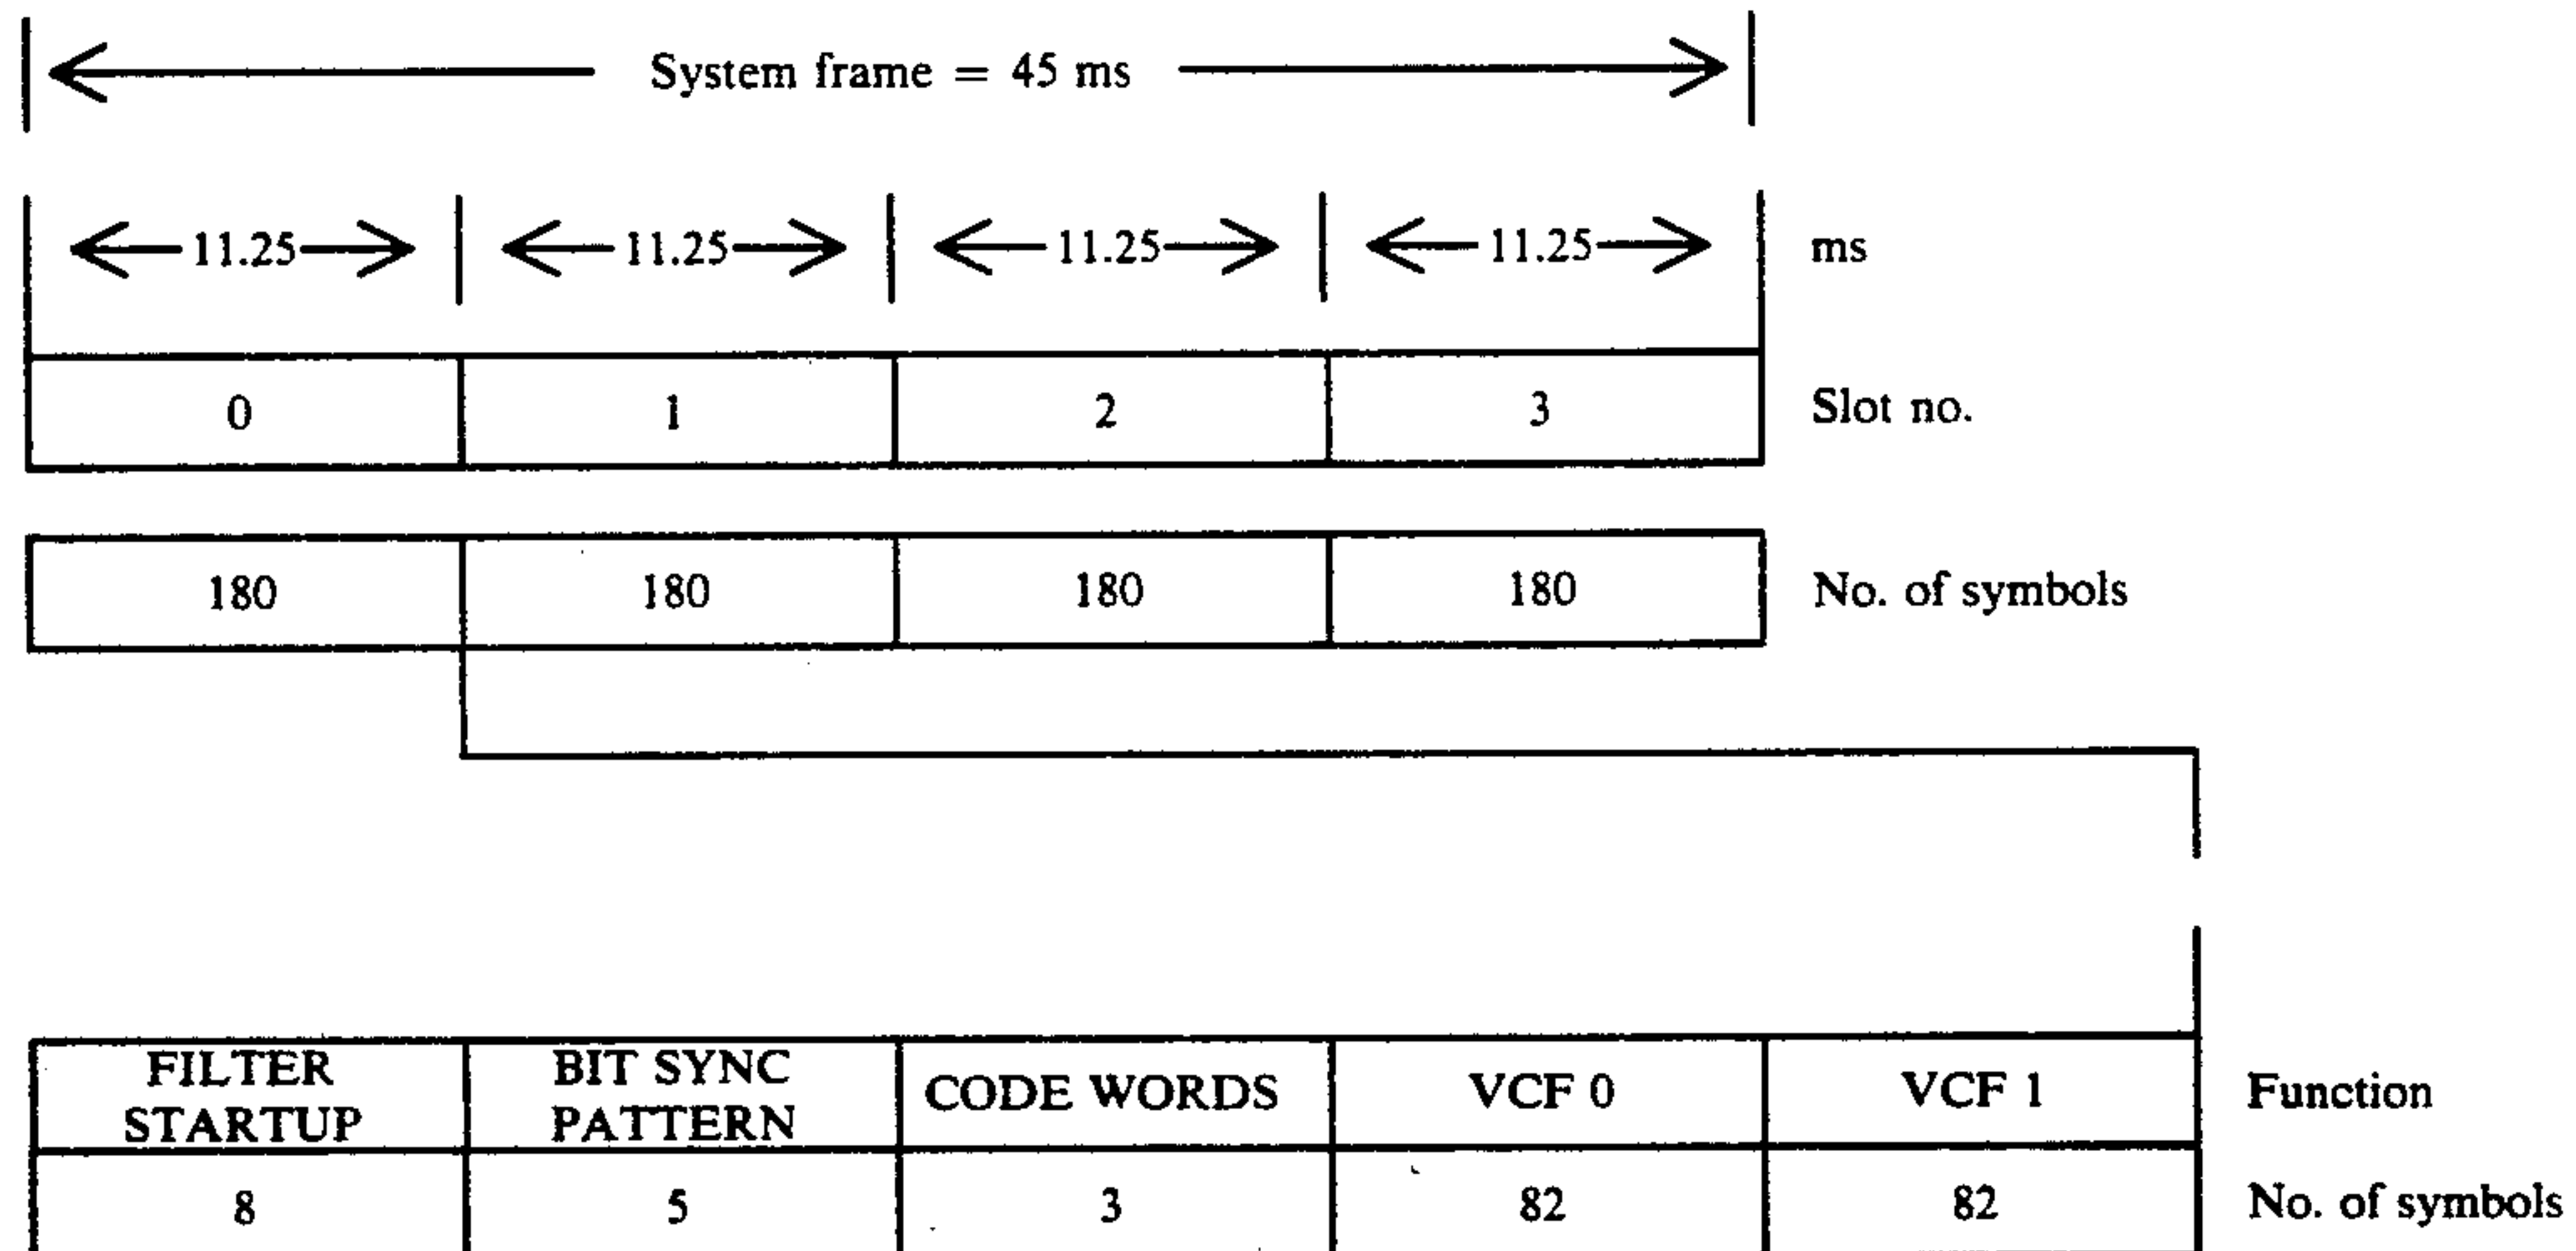 System frame = 45 ms
11.25 11.25 11.25 11.25 ms
0 1 2 3 Slot no.
180 180 180 180 No. of symbols
FILTER STARTUP BIT SYNC PATTERN CODE WORDS VCF 0 VCF 1 Function
8 5 3 82 82 No. of symbols